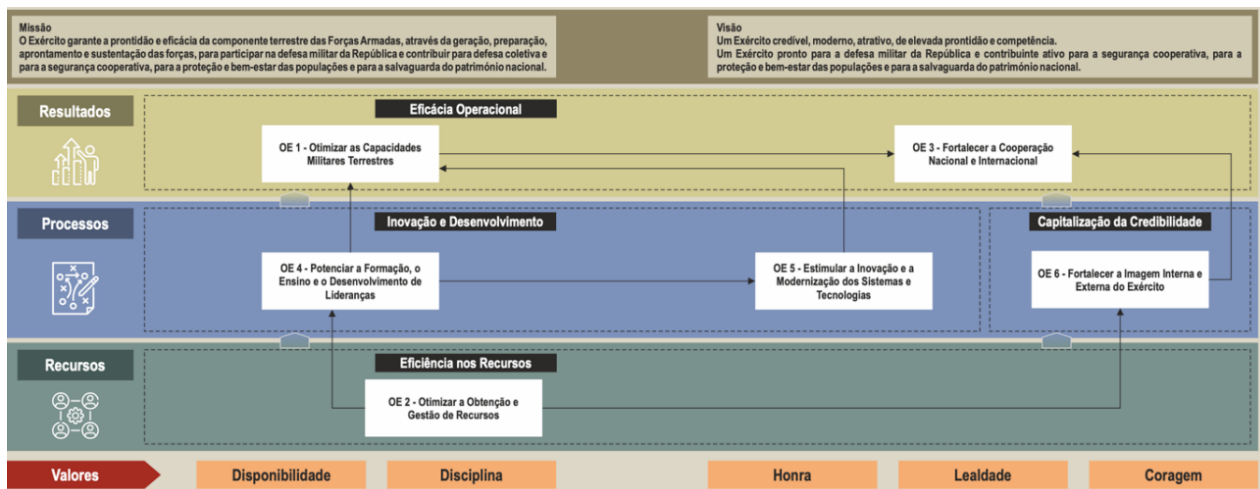 Missão
O Exército garante a prontidão e eficácia da componente terrestre das Forças Armadas, através da geração, preparação,
aprontamento e sustentação das forças, para participar na defesa militar da República e contribuir para defesa coletiva e
para a segurança cooperativa, para a proteção e bem-estar das populações e para a salvaguarda do património nacional.
Visão
Um Exército credível, moderno, atrativo, de elevada prontidão e competência.
Um Exército pronto para a defesa militar da República e contribuinte ativo para a segurança cooperativa, para a
proteção e bem-estar das populações e para a salvaguarda do património nacional.
Resultados
Eficácia Operacional
OE 1 - Otimizar as Capacidades
Militares Terrestres
OE 3 - Fortalecer a Cooperação
Nacional e Internacional
Processos
Inovação e Desenvolvimento
Capitalização da Credibilidade
OE 4 - Potenciar a Formação, o
Ensino e o Desenvolvimento de
Lideranças
OE 5 - Estimular a Inovação e a
Modernização dos Sistemas e
Tecnologias
OE 6 - Fortalecer a Imagem Interna e
Externa do Exército
Recursos
Eficiência nos Recursos
OE 2 - Otimizar a Obtenção e
Gestão de Recursos
Valores
Disponibilidade
Disciplina
Honra
Lealdade
Coragem